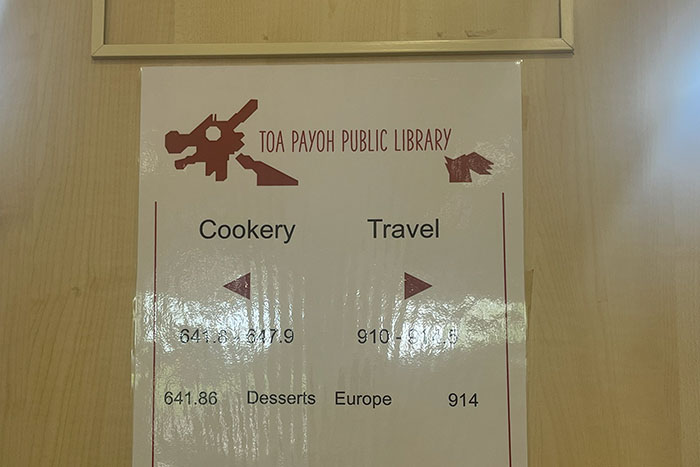 TOA PAYOH PUBLIC LIBRARY
Cookery Travel
647.9 910 -
641.86 Desserts Europe 914